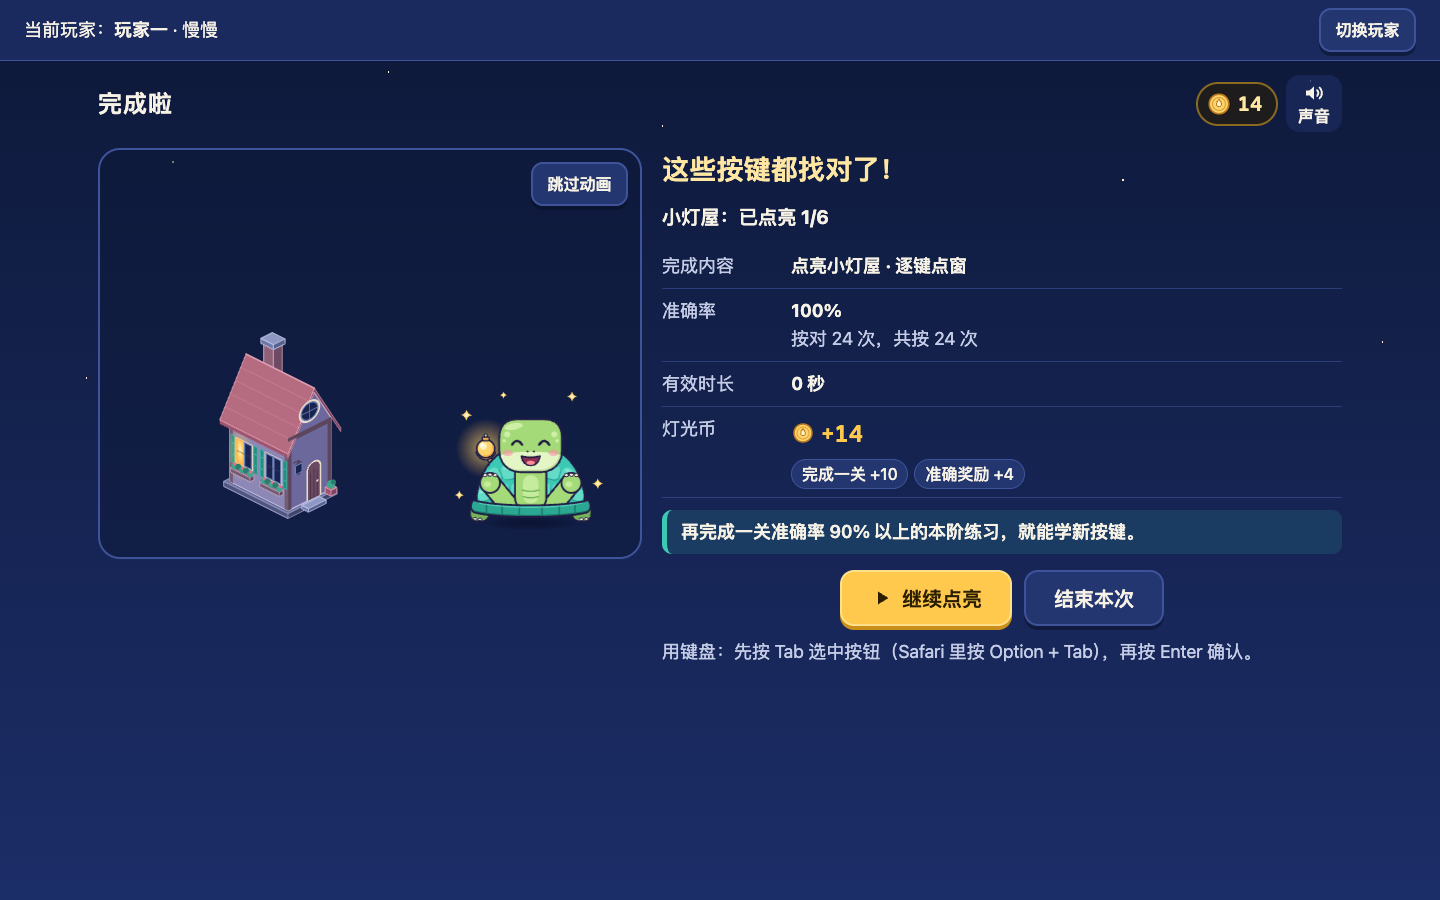 当前玩家：玩家一 · 慢慢
切换玩家
完成啦
14
声音
跳过动画
这些按键都找对了！
小灯屋：已点亮 1/6
完成内容
点亮小灯屋 · 逐键点窗
准确率
100%
按对 24 次，共按 24 次
有效时长
0 秒
灯光币
+14
完成一关 +10
准确奖励 +4
再完成一关准确率 90% 以上的本阶练习，就能学新按键。
继续点亮
结束本次
用键盘：先按 Tab 选中按钮（Safari 里按 Option + Tab），再按 Enter 确认。